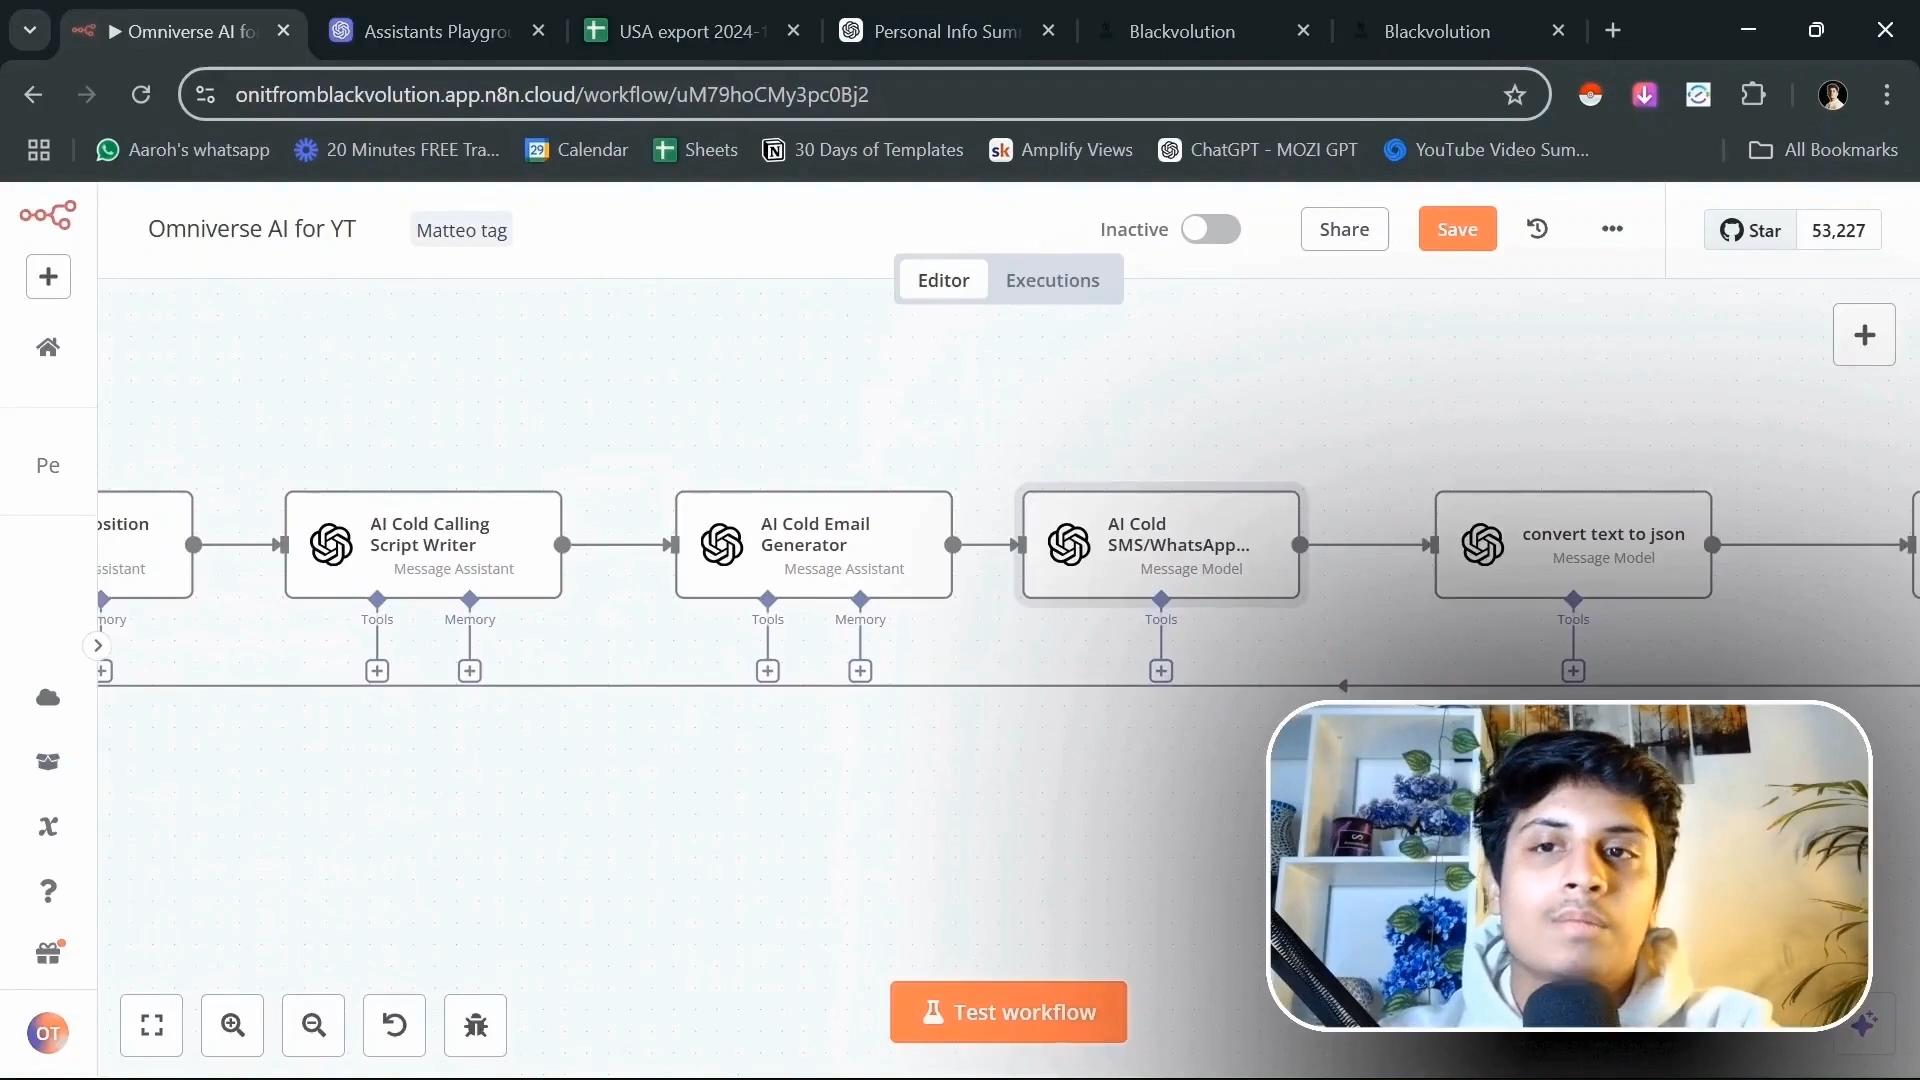 ▶ Omniverse AI fo
Assistants Playgro
USA export 2024-1
Personal Info Sum
Blackvolution
Blackvolution
onitfromblackvolution.app.n8n.cloud/workflow/uM79hoCMy3pc0Bj2
Aaroh's whatsapp
20 Minutes FREE Tra...
29
Calendar
Sheets
30 Days of Templates
sk
Amplify Views
ChatGPT - MOZI GPT
YouTube Video Sum...
All Bookmarks
Omniverse AI for YT
Matteo tag
Inactive
Share
Save
Star
53,227
Editor
Executions
Pe
osition
ssistant
mory
AI Cold Calling
Script Writer
Message Assistant
Tools
Memory
AI Cold Email
Generator
Message Assistant
Tools
Memory
AI Cold
SMS/WhatsApp...
Message Model
Tools
convert text to json
Message Model
Tools
Test workflow
OT